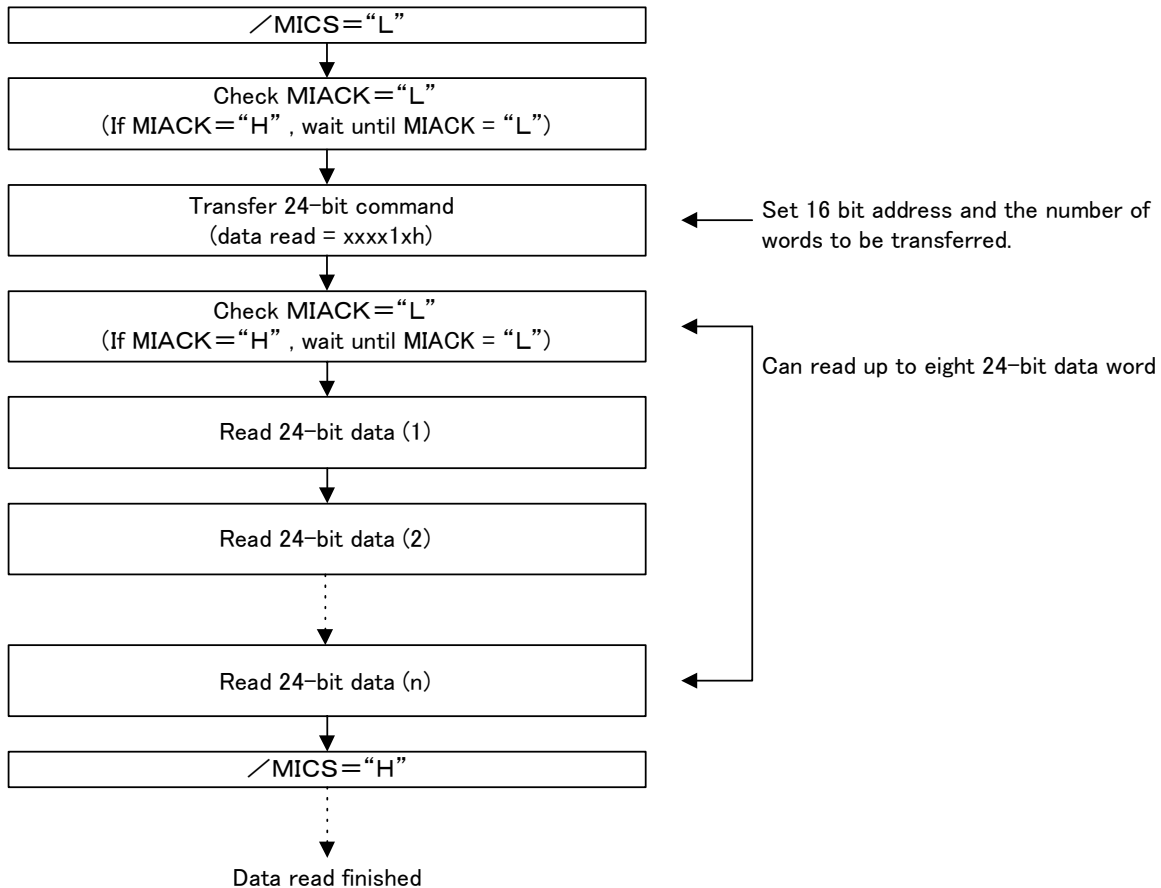 ／MICS＝“L”
Check MIACK＝“L”
(If MIACK＝“H” , wait until MIACK = “L”)
Transfer 24-bit command
(data read = xxxx1xh)
Set 16 bit address and the number of
words to be transferred.
Check MIACK＝“L”
(If MIACK＝“H” , wait until MIACK = “L”)
Can read up to eight 24-bit data word
Read 24-bit data (1)
Read 24-bit data (2)
Read 24-bit data (n)
／MICS＝“H”
Data read finished